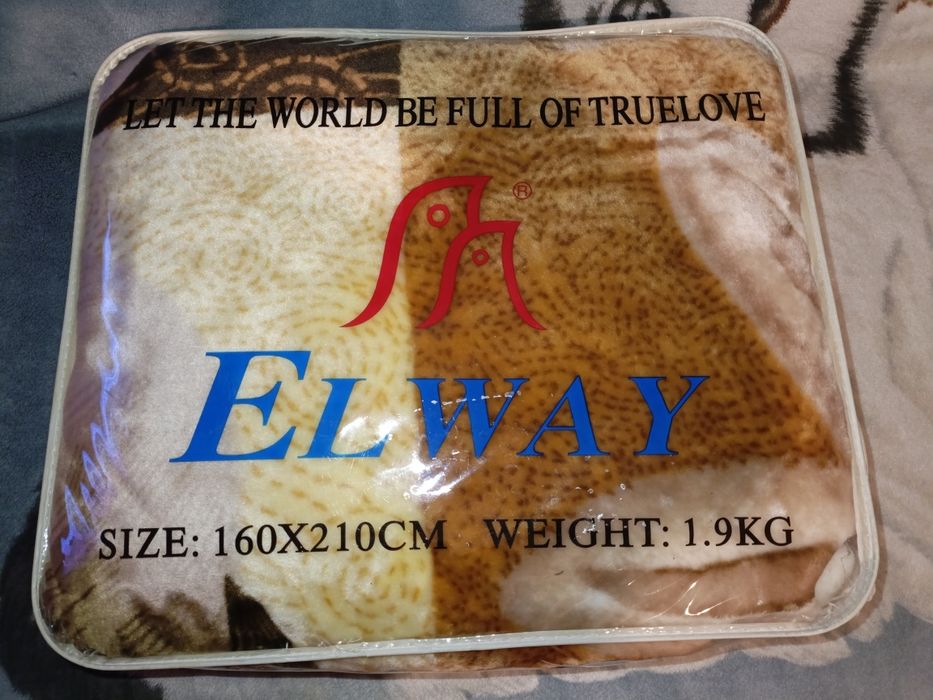 LET THE WORLD BE FULL OF TRUELOVE
®
ELWAY
SIZE: 160X210CM WEIGHT: 1.9KG